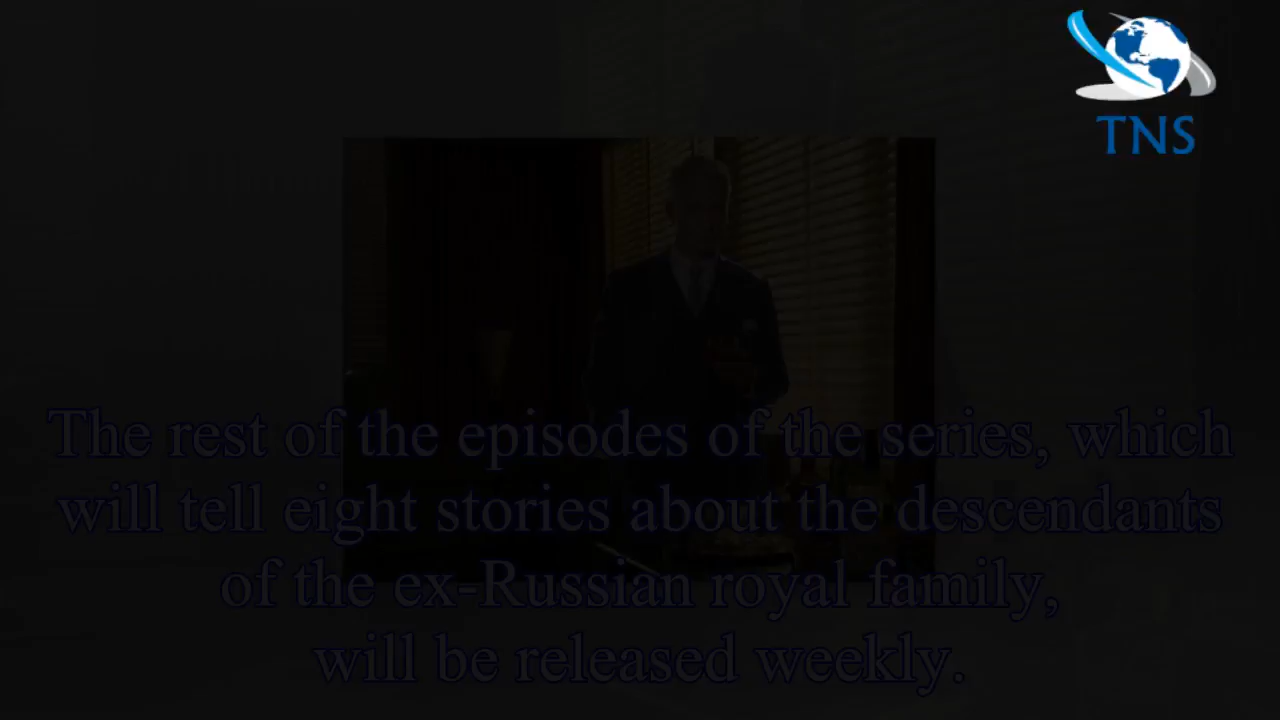 TNS
The rest of the episodes of the series, which
will tell eight stories about the descendants
of the ex-Russian royal family,
will be released weekly.